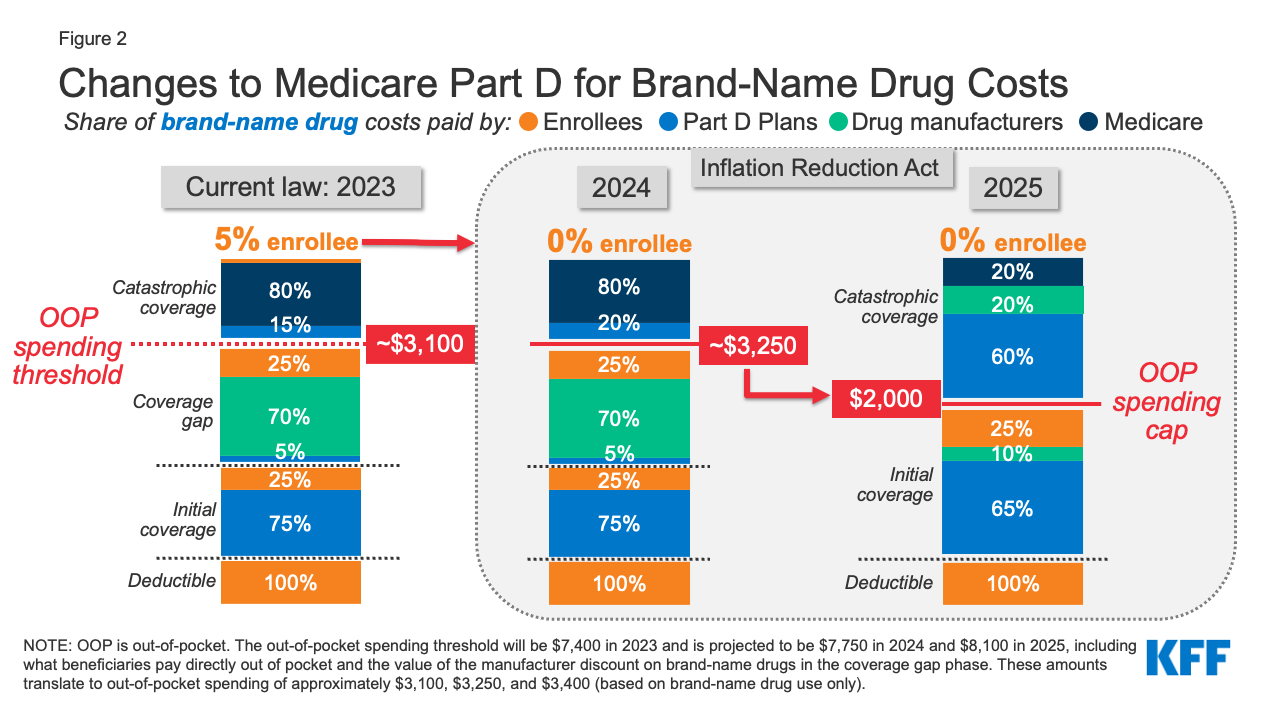 Figure 2
Changes to Medicare Part D for Brand-Name Drug Costs
Share of brand-name drug costs paid by: Enrollees Part D Plans Drug manufacturers Medicare
Inflation Reduction Act
Current law: 2023
2024
2025
5% enrollee
0% enrollee
0% enrollee
Catastrophic
coverage
80%
15%
80%
20%
Catastrophic
coverage
20%
20%
60%
OOP
spending
threshold
~$3,100
~$3,250
$2,000
OOP
spending
cap
Coverage
gap
25%
70%
5%
25%
70%
5%
Initial
coverage
25%
75%
25%
75%
Initial
coverage
25%
10%
65%
Deductible
100%
100%
Deductible
100%
NOTE: OOP is out-of-pocket. The out-of-pocket spending threshold will be $7,400 in 2023 and is projected to be $7,750 in 2024 and $8,100 in 2025, including
what beneficiaries pay directly out of pocket and the value of the manufacturer discount on brand-name drugs in the coverage gap phase. These amounts
translate to out-of-pocket spending of approximately $3,100, $3,250, and $3,400 (based on brand-name drug use only).
KFF